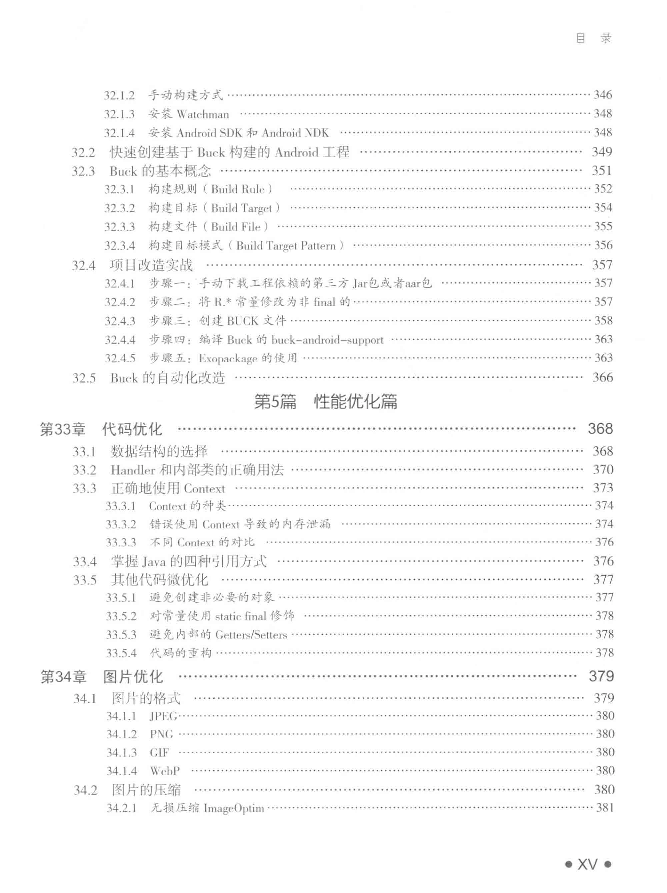 目 录
32.1.2 手动构建方式 ······ 346
32.1.3 安装 Watchman ······ 348
32.1.4 安装 Android SDK 和 Android NDK ······ 348
32.2 快速创建基于 Buck 构建的 Android 工程 ······ 349
32.3 Buck 的基本概念 ······ 351
32.3.1 构建规则（Build Rule） ······ 352
32.3.2 构建目标（Build Target） ······ 354
32.3.3 构建文件（Build File） ······ 355
32.3.4 构建目标模式（Build Target Pattern） ······ 356
32.4 项目改造实战 ······ 357
32.4.1 步骤一：手动下载工程依赖的第三方 Jar包或者aar包 ······ 357
32.4.2 步骤二：将 R.* 常量修改为非 final 的 ······ 357
32.4.3 步骤三：创建 BUCK 文件 ······ 358
32.4.4 步骤四：编译 Buck 的 buck-android-support ······ 363
32.4.5 步骤五：Exopackage 的使用 ······ 363
32.5 Buck 的自动化改造 ······ 366
第5篇 性能优化篇
第33章 代码优化 ······ 368
33.1 数据结构的选择 ······ 368
33.2 Handler 和内部类的正确用法 ······ 370
33.3 正确地使用 Context ······ 373
33.3.1 Context 的种类 ······ 374
33.3.2 错误使用 Context 导致的内存泄漏 ······ 374
33.3.3 不同 Context 的对比 ······ 376
33.4 掌握 Java 的四种引用方式 ······ 376
33.5 其他代码微优化 ······ 377
33.5.1 避免创建非必要的对象 ······ 377
33.5.2 对常量使用 static final 修饰 ······ 378
33.5.3 避免内部的 Getters/Setters ······ 378
33.5.4 代码的重构 ······ 378
第34章 图片优化 ······ 379
34.1 图片的格式 ······ 379
34.1.1 JPEG ······ 380
34.1.2 PNG ······ 380
34.1.3 GIF ······ 380
34.1.4 WebP ······ 380
34.2 图片的压缩 ······ 380
34.2.1 无损压缩 ImageOptim ······ 381
● XV ●